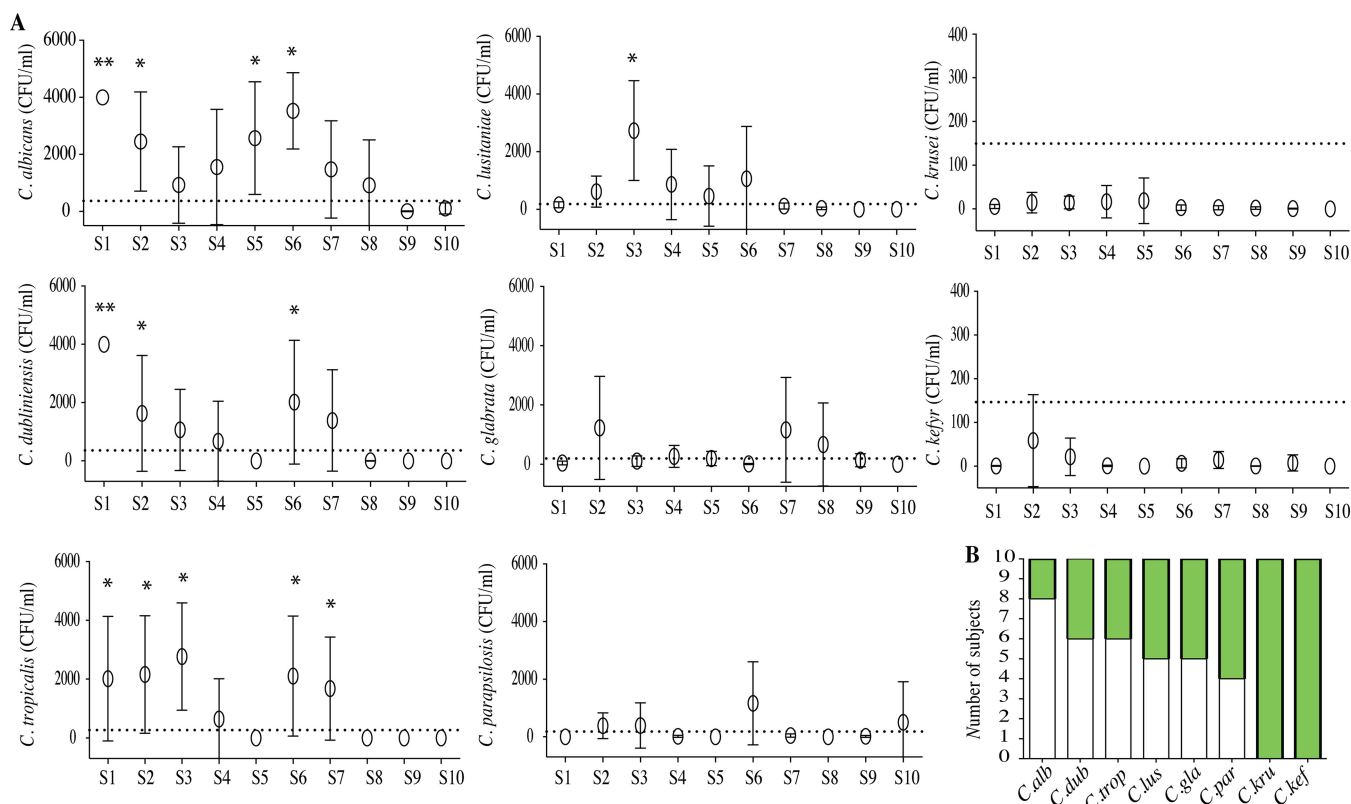 A
C. albicans (CFU/ml)
6000
4000
2000
0
** * * *
S1 S2 S3 S4 S5 S6 S7 S8 S9 S10
C. lusitaniae (CFU/ml)
6000
4000
2000
0
*
S1 S2 S3 S4 S5 S6 S7 S8 S9 S10
C. krusei (CFU/ml)
400
300
200
100
0
S1 S2 S3 S4 S5 S6 S7 S8 S9 S10
C. dubliniensis (CFU/ml)
6000
4000
2000
0
** * *
S1 S2 S3 S4 S5 S6 S7 S8 S9 S10
C. glabrata (CFU/ml)
6000
4000
2000
0
S1 S2 S3 S4 S5 S6 S7 S8 S9 S10
C. kefyr (CFU/ml)
400
300
200
100
0
S1 S2 S3 S4 S5 S6 S7 S8 S9 S10
C. tropicalis (CFU/ml)
6000
4000
2000
0
* * * * *
S1 S2 S3 S4 S5 S6 S7 S8 S9 S10
C. parapsilosis (CFU/ml)
6000
4000
2000
0
S1 S2 S3 S4 S5 S6 S7 S8 S9 S10
B
Number of subjects
10
9
8
7
6
5
4
3
2
1
0
C.alb C.dub C.trop C.lus C.gla C.par C.kru C.kef